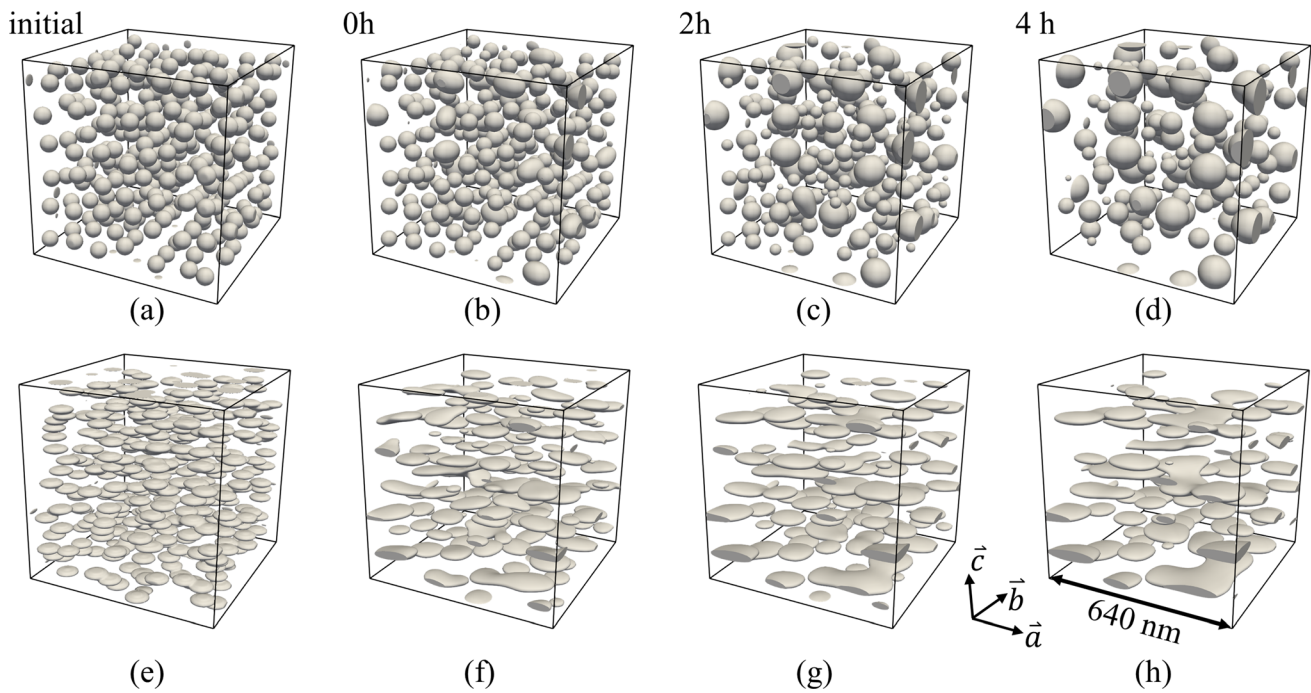 initial 0h 2h 4 h
(a) (b) (c) (d)
c⃗
b⃗
a⃗
640 nm
(e) (f) (g) (h)